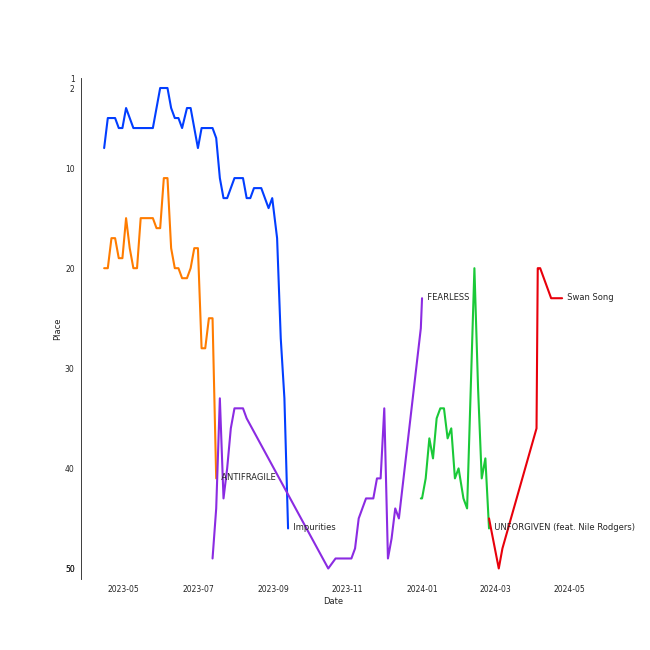 1
2
10
20
30
40
50
Place
FEARLESS
Swan Song
ANTIFRAGILE
Impurities
UNFORGIVEN (feat. Nile Rodgers)
2023-05
2023-07
2023-09
2023-11
2024-01
2024-03
2024-05
Date